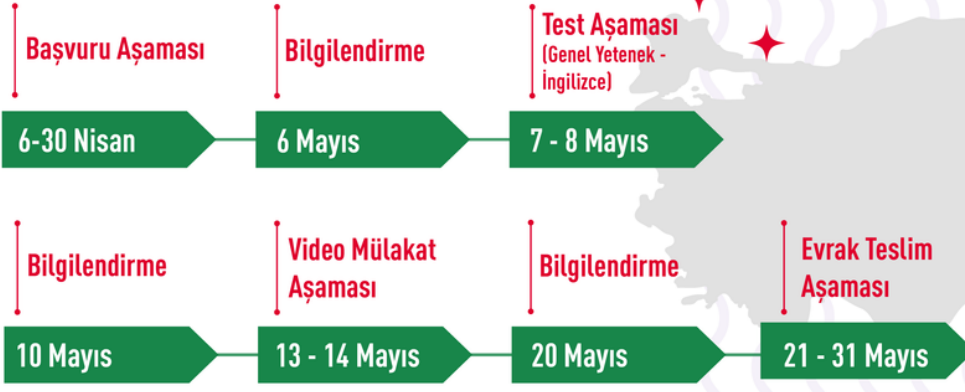 Başvuru Aşaması
6-30 Nisan
Bilgilendirme
6 Mayıs
Test Aşaması
(Genel Yetenek -
İngilizce)
7 - 8 Mayıs
Bilgilendirme
10 Mayıs
Video Mülakat
Aşaması
13 - 14 Mayıs
Bilgilendirme
20 Mayıs
Evrak Teslim
Aşaması
21 - 31 Mayıs